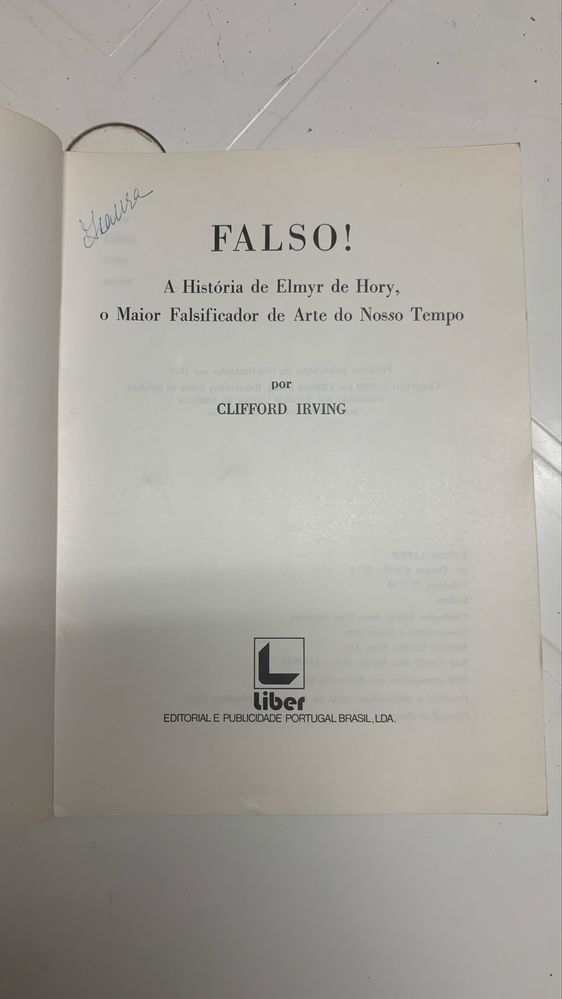 Isaura
FALSO!
A História de Elmyr de Hory,
o Maior Falsificador de Arte do Nosso Tempo
por
CLIFFORD IRVING
L
Liber
EDITORIAL E PUBLICIDADE PORTUGAL BRASIL, LDA.